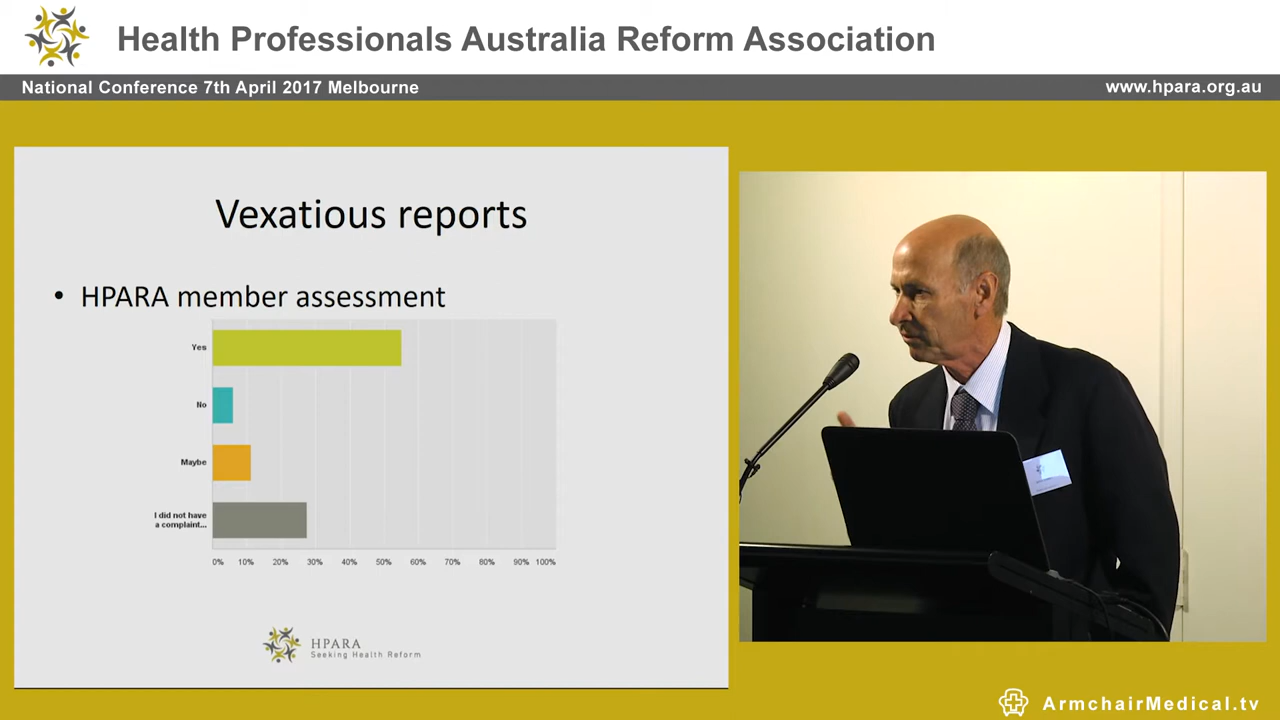 Health Professionals Australia Reform Association
National Conference 7th April 2017 Melbourne
www.hpara.org.au
Vexatious reports
• HPARA member assessment
Yes
No
Maybe
I did not have
a complaint...
0% 10% 20% 30% 40% 50% 60% 70% 80% 90% 100%
HPARA
Seeking Health Reform
ArmchairMedical.tv